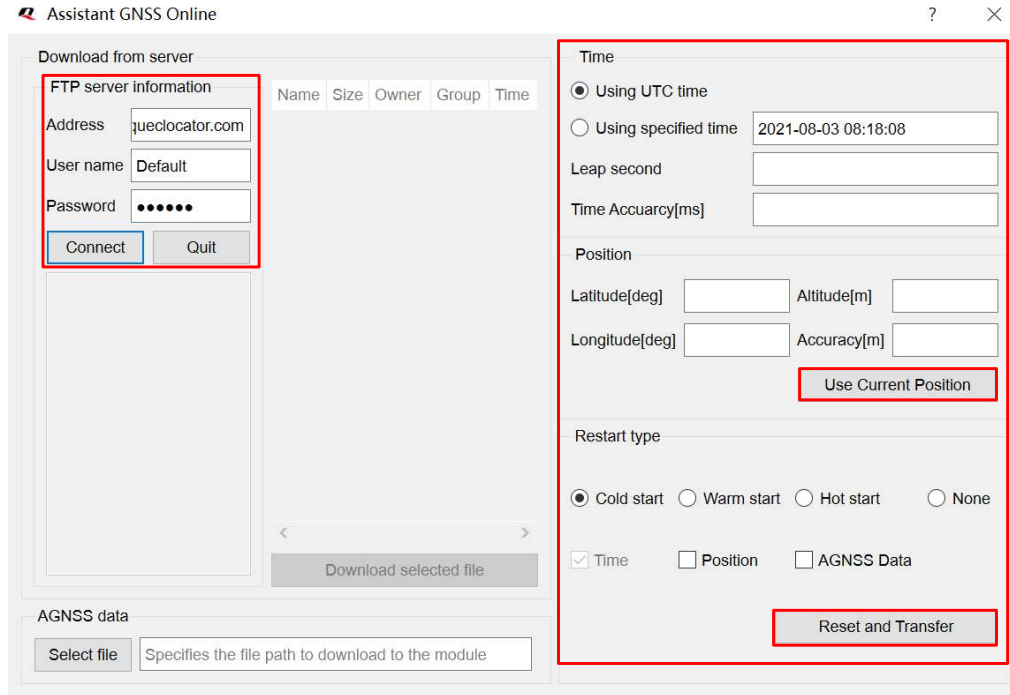 Assistant GNSS Online
?
Download from server
FTP server information
Address queclocator.com
User name Default
Password ●●●●●●
Connect Quit
Name Size Owner Group Time
< >
Download selected file
AGNSS data
Select file Specifies the file path to download to the module
Time
Using UTC time
Using specified time 2021-08-03 08:18:08
Leap second
Time Accuarcy[ms]
Position
Latitude[deg] Altitude[m]
Longitude[deg] Accuracy[m]
Use Current Position
Restart type
Cold start Warm start Hot start None
Time Position AGNSS Data
Reset and Transfer